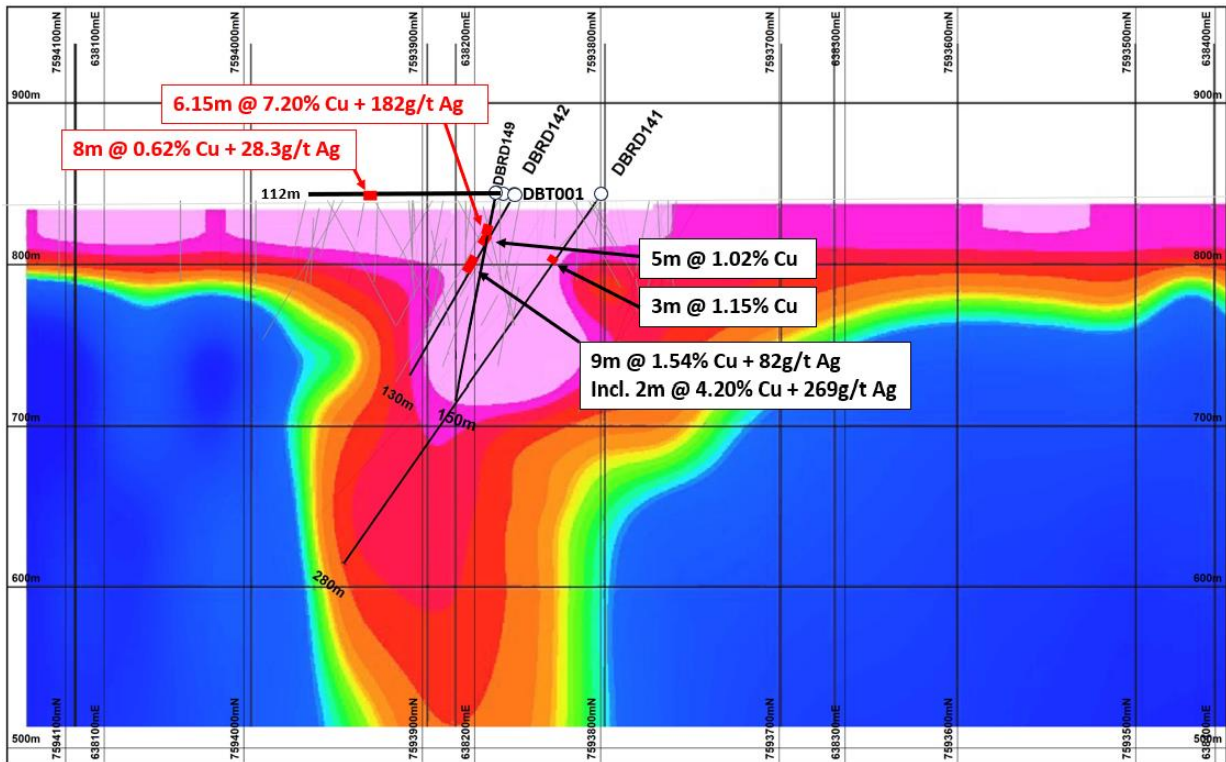 7594100mN
638100mE
7594000mN
7593900mN
638200mE
7593800mN
7593700mN
638300mE
7593600mN
7593500mN
638400mE
900m
900m
6.15m @ 7.20% Cu + 182g/t Ag
8m @ 0.62% Cu + 28.3g/t Ag
DBRD149
DBRD142
DBRD141
112m
DBT001
5m @ 1.02% Cu
800m
800m
3m @ 1.15% Cu
9m @ 1.54% Cu + 82g/t Ag
Incl. 2m @ 4.20% Cu + 269g/t Ag
130m
150m
700m
700m
280m
600m
600m
7594100mN
638100mE
7594000mN
7593900mN
638200mE
7593800mN
7593700mN
638300mE
7593600mN
7593500mN
500m
500m